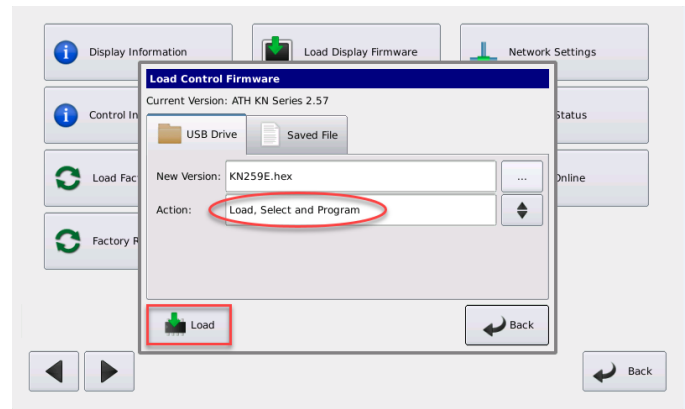 Display Information
Load Display Firmware
Network Settings
Load Control Firmware
Current Version: ATH KN Series 2.57
Control In
Status
USB Drive
Saved File
Load Fac
New Version:
KN259E.hex
...
Online
Action:
Load, Select and Program
Factory R
Load
Back
Back